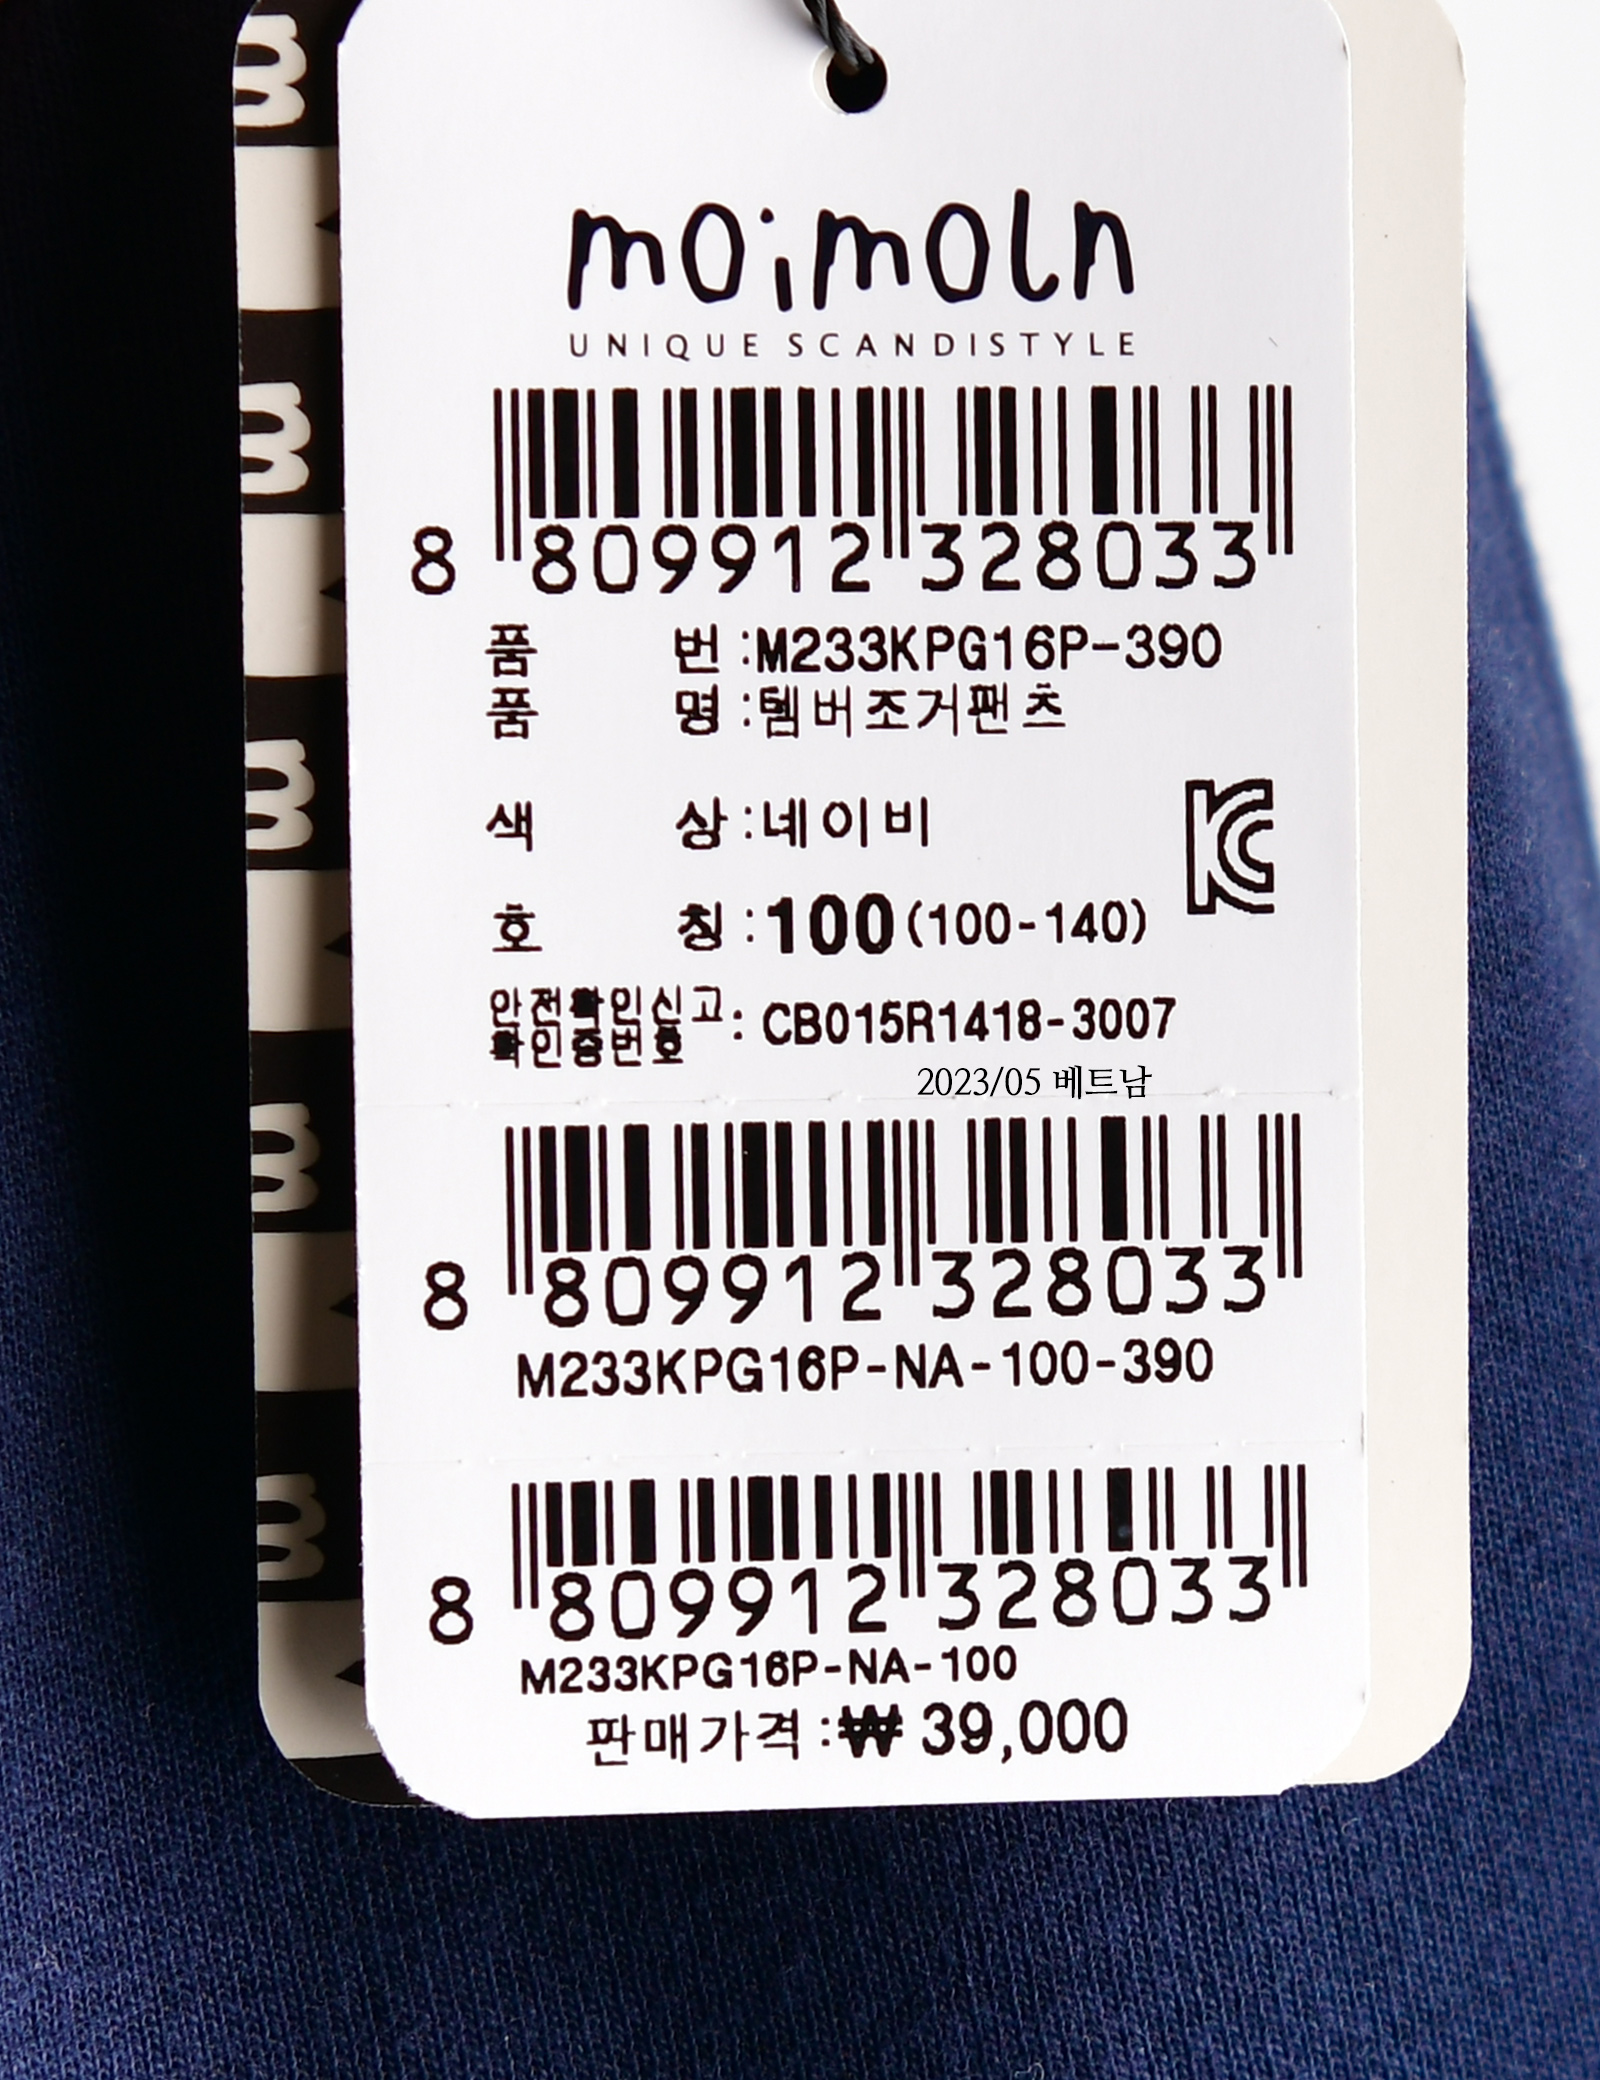 moimoln
UNIQUE SCANDISTYLE
8 809912 328033
품 번 :M233KPG16P-390
품 명 :템버조거팬츠
색 상 :네이비
호 칭 :100(100-140)
안전확인신고
확인증번호 : CB015R1418-3007
2023/05 베트남
8 809912 328033
M233KPG16P-NA-100-390
8 809912 328033
M233KPG16P-NA-100
판매가격 :₩ 39,000